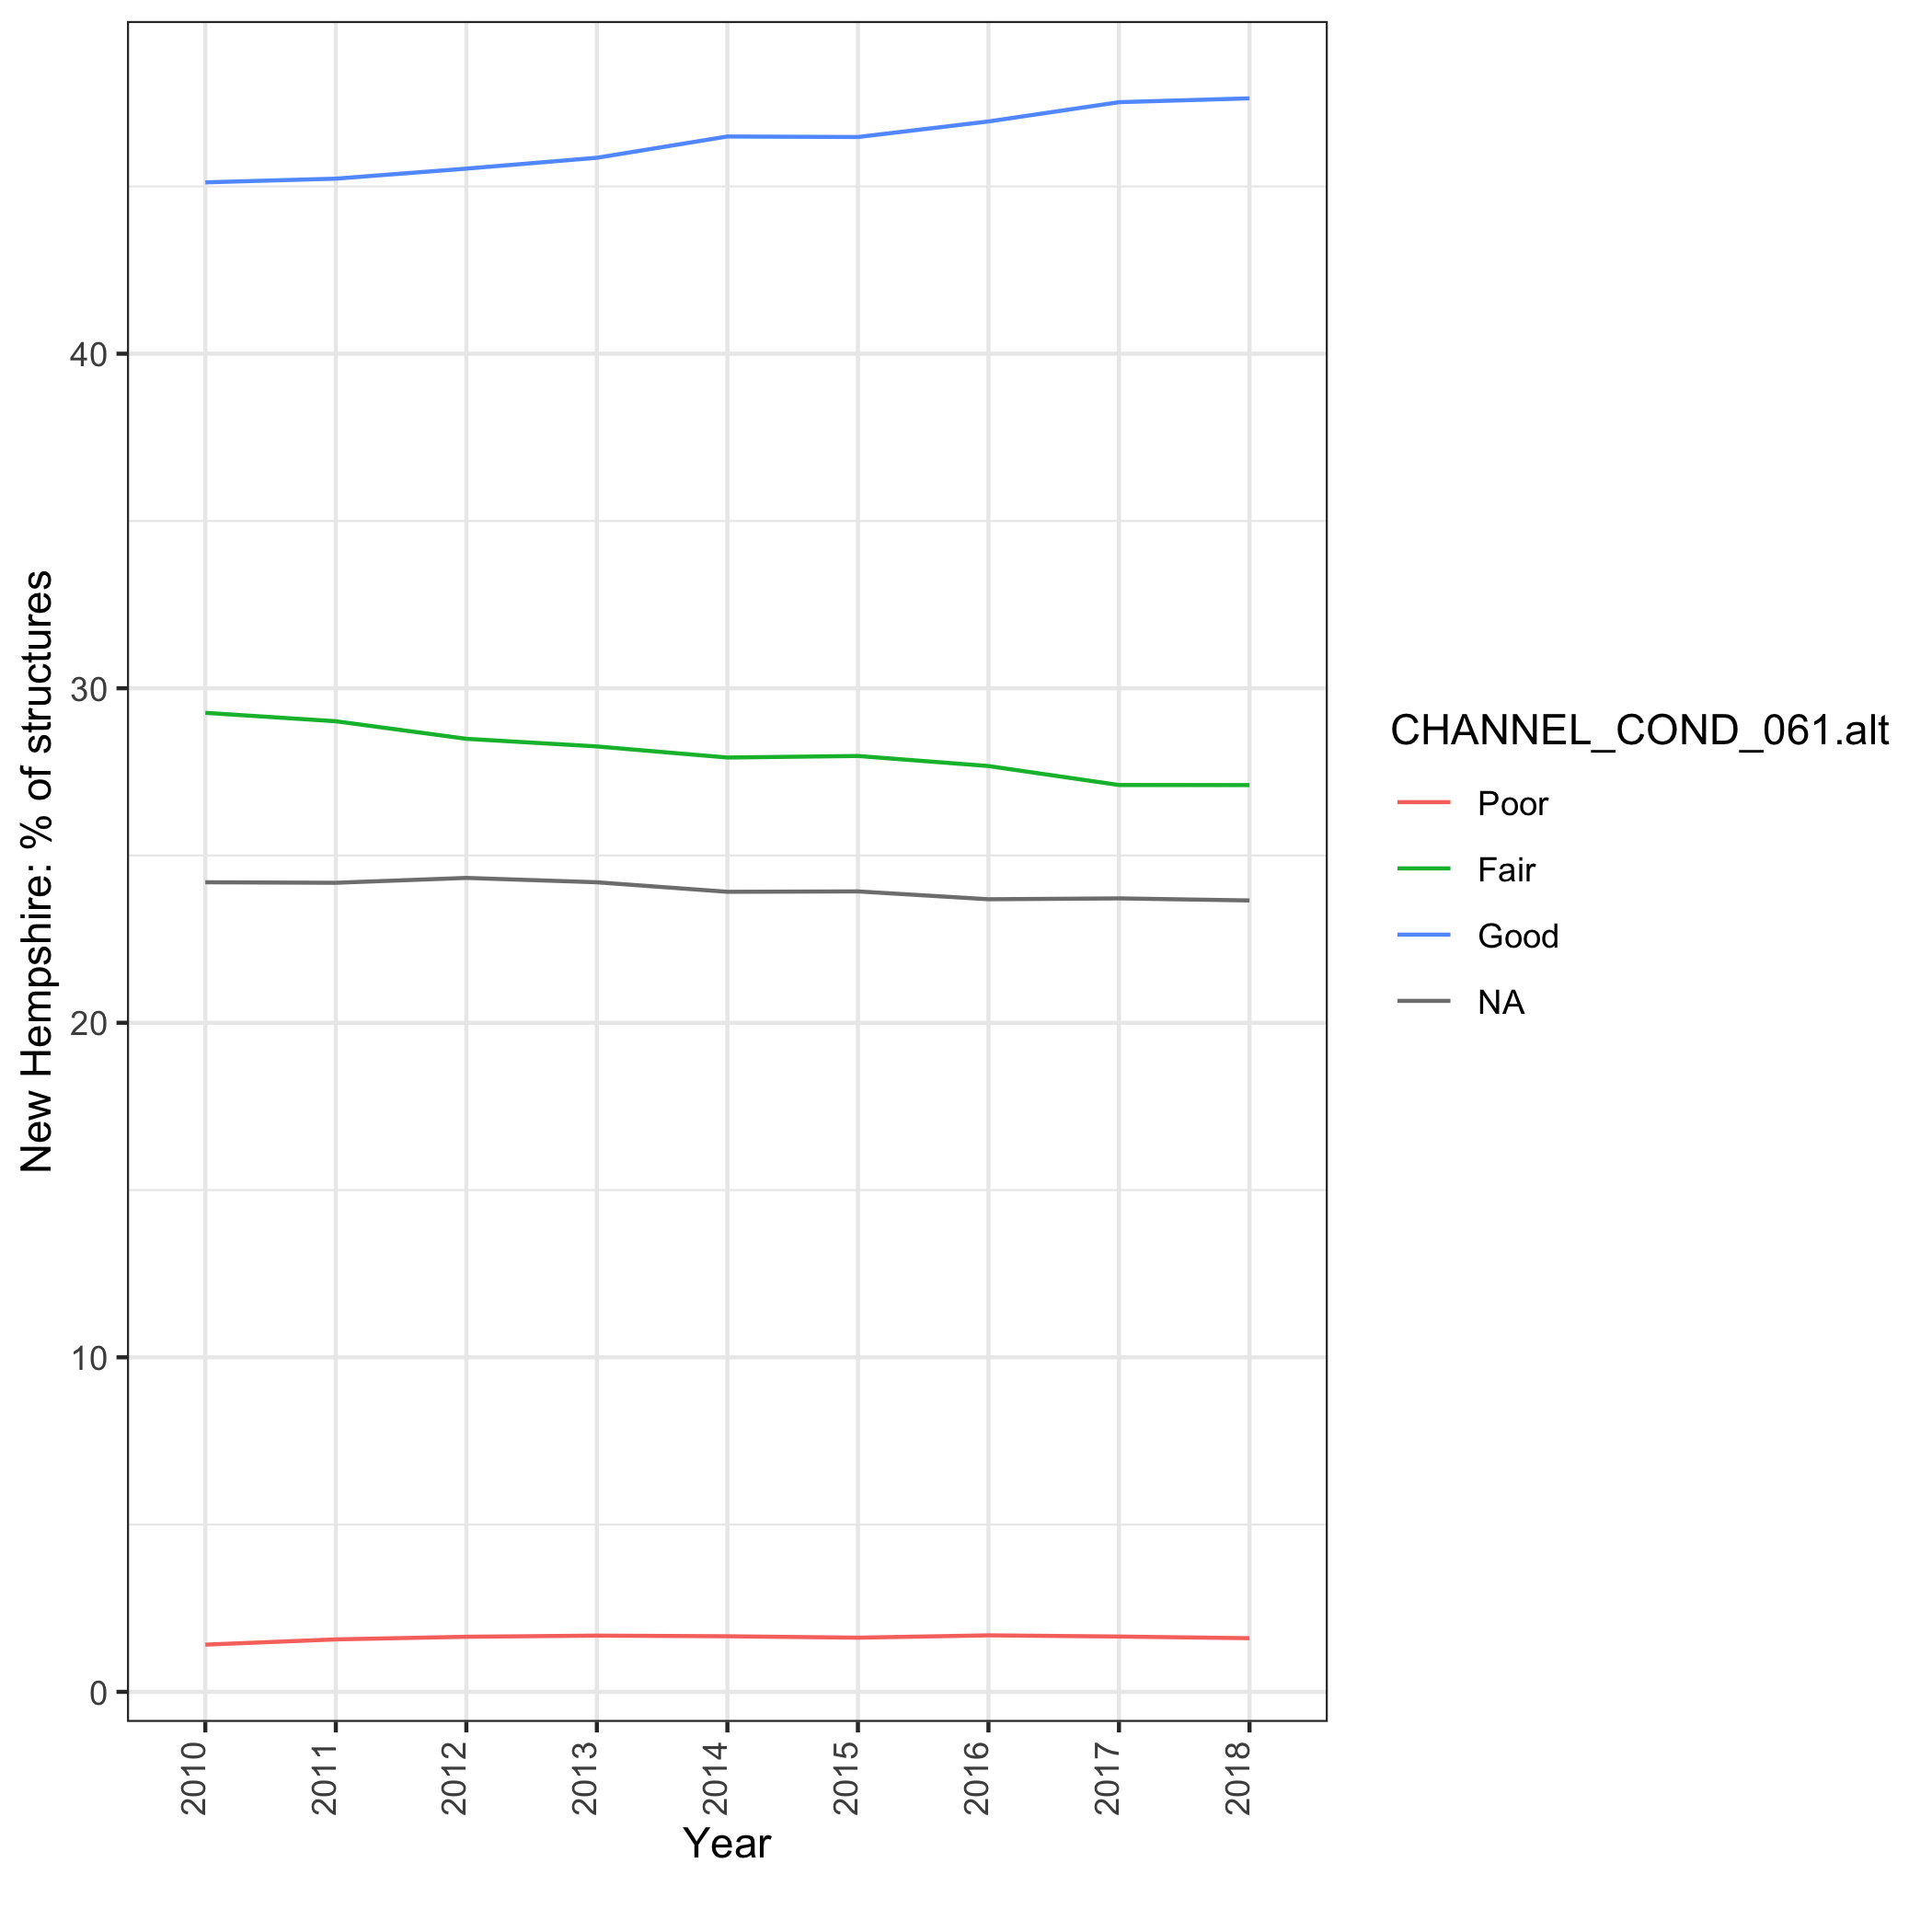 New Hempshire: % of structures
40
30
20
10
0
2010
2011
2012
2013
2014
2015
2016
2017
2018
Year
CHANNEL_COND_061.alt
Poor
Fair
Good
NA